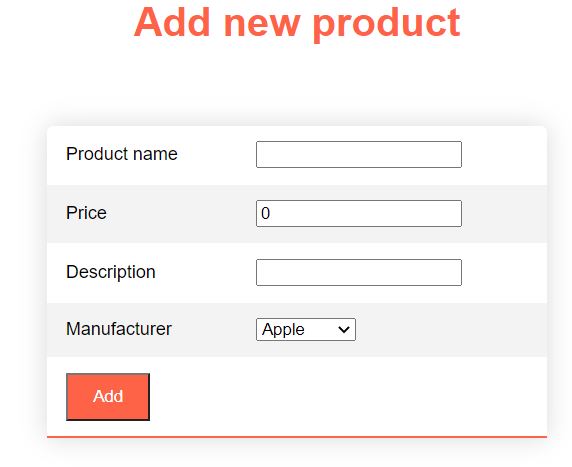 Add new product
Product name
Price 0
Description
Manufacturer Apple
Add